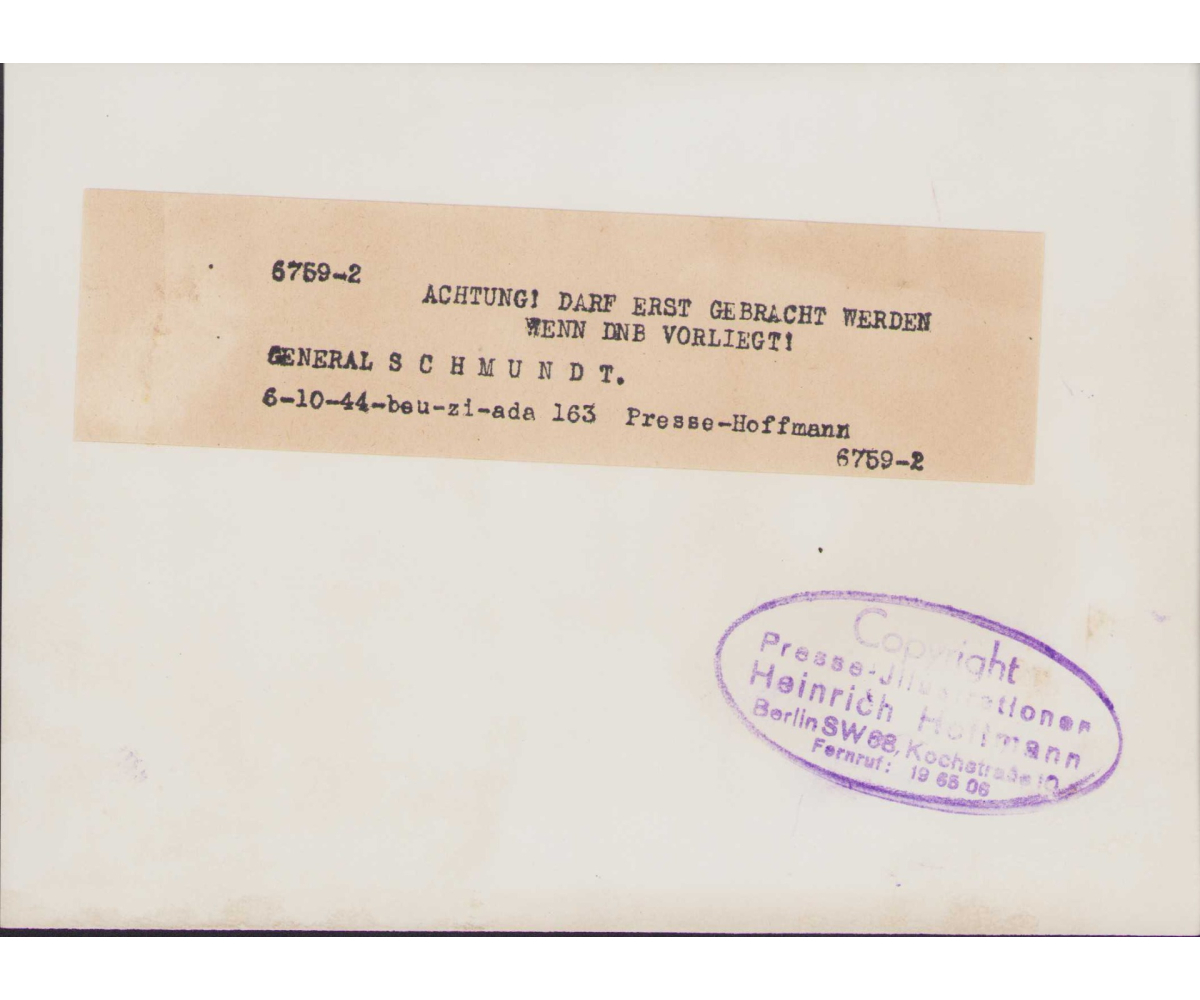 6759-2
ACHTUNG! DARF ERST GEBRACHT WERDEN
WENN DNB VORLIEGT!
GENERAL S C H M U N D T.
6-10-44-beu-zi-ada 163 Presse-Hoffmann
6759-2
Copyright
Presse-Jllustrationen
Heinrich Hoffmann
Berlin SW 68, Kochstraße 10
Fernruf: 19 65 06